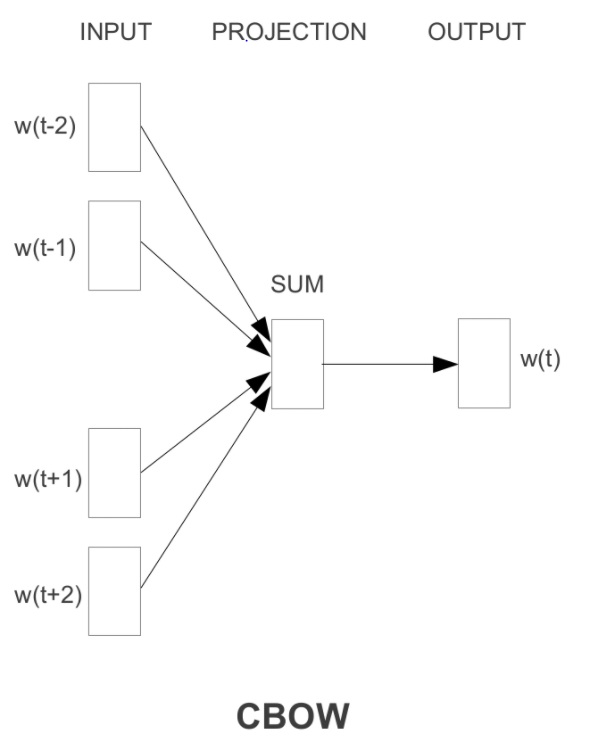 INPUT PROJECTION OUTPUT
w(t-2)
w(t-1)
SUM
w(t)
w(t+1)
w(t+2)
CBOW